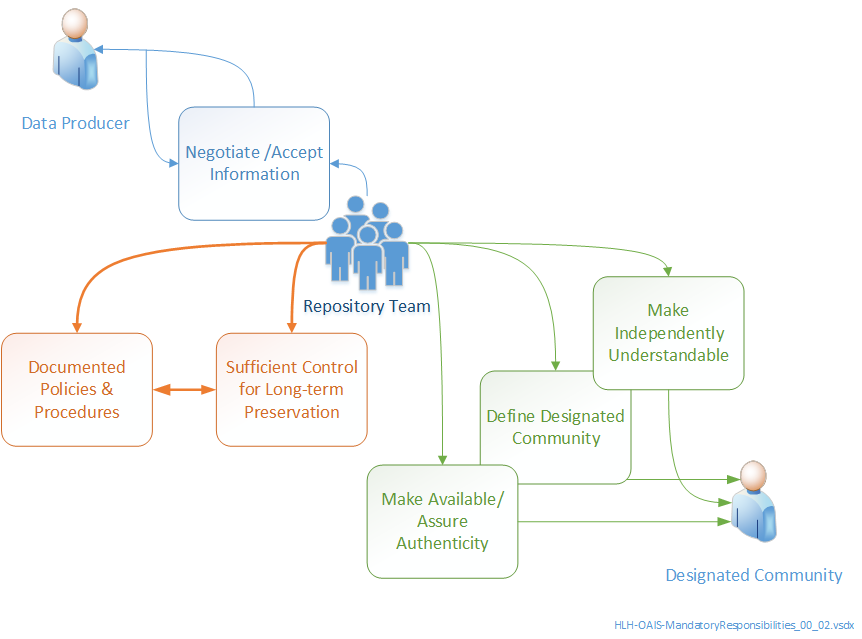 Data Producer
Negotiate /Accept
Information
Repository Team
Documented
Policies &
Procedures
Sufficient Control
for Long-term
Preservation
Make
Independently
Understandable
Define Designated
Community
Make Available/
Assure
Authenticity
Designated Community
HLH-OAIS-MandatoryResponsibilities_00_02.vsdx